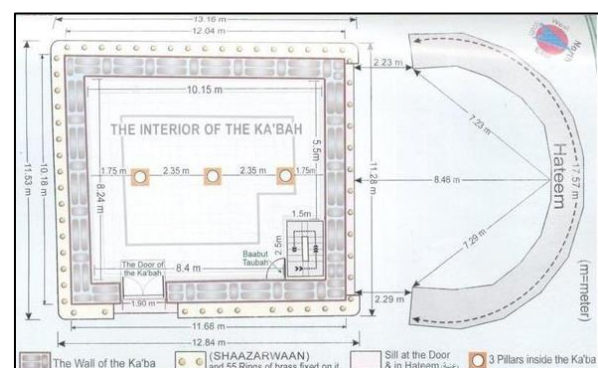 13.16 m
12.04 m
2.23 m
10.15 m
THE INTERIOR OF THE KA'BAH
5.5m
1.75 m
2.35 m
2.35 m
1.75m
11.53 m
10.18 m
8.24 m
11.28 m
8.46 m
7.23 m
7.29 m
Hateem
17.57 m
(m=meter)
North
West
1.5m
2.5m
Baabut
Taubah
The Door of
the Ka'bah
8.4 m
1.90 m
2.29 m
11.68 m
12.84 m
The Wall of the Ka'ba
(SHAAZARWAAN)
and 55 Rings of brass fixed on it
Sill at the Door
& in Hateem
3 Pillars inside the Ka'ba